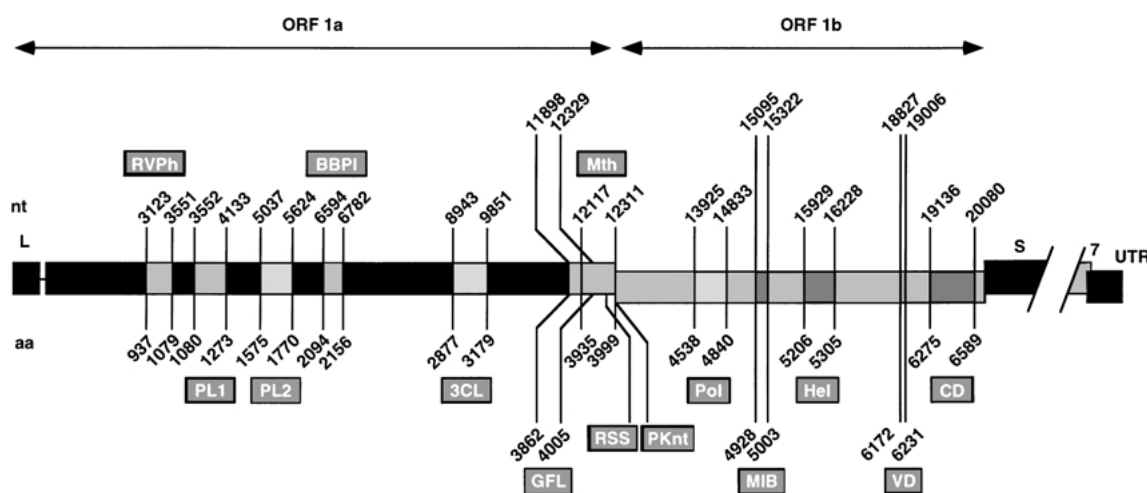 ORF 1a ORF 1b
11898 12329 15095 15322 18827 19006
RVPh BBPI Mth
nt 3123 3551 3552 4133 5037 5624 6594 6782 8943 9851 12117 12311 13925 14833 15929 16228 19136 20080
L S 7 UTR
aa 937 1079 1080 1273 1575 1770 2094 2156 2877 3179 3935 3999 4538 4840 5206 5305 6275 6589
PL1 PL2 3CL Pol Hel CD
3862 4005 RSS PKnt 4928 5003 6172 6231
GFL MIB VD